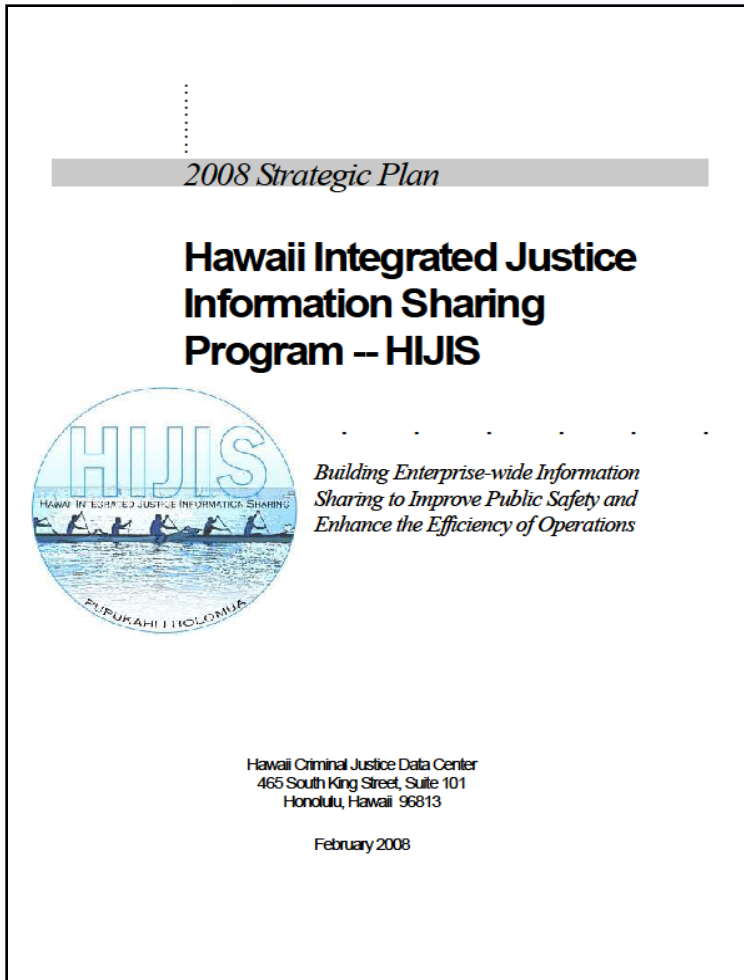 2008 Strategic Plan
Hawaii Integrated Justice
Information Sharing
Program -- HIJIS
HIJIS
HAWAI INTEGRATED JUSTICE INFORMATION SHARING
PUPUKAHI I HOLOMUA
Building Enterprise-wide Information
Sharing to Improve Public Safety and
Enhance the Efficiency of Operations
Hawaii Criminal Justice Data Center
465 South King Street, Suite 101
Honolulu, Hawaii 96813
February 2008